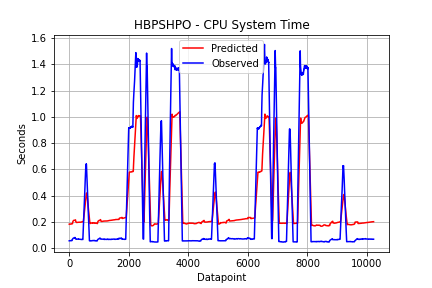 HBPSHPO - CPU System Time
Predicted
Observed
Seconds
1.6
1.4
1.2
1.0
0.8
0.6
0.4
0.2
0.0
0 2000 4000 6000 8000 10000
Datapoint